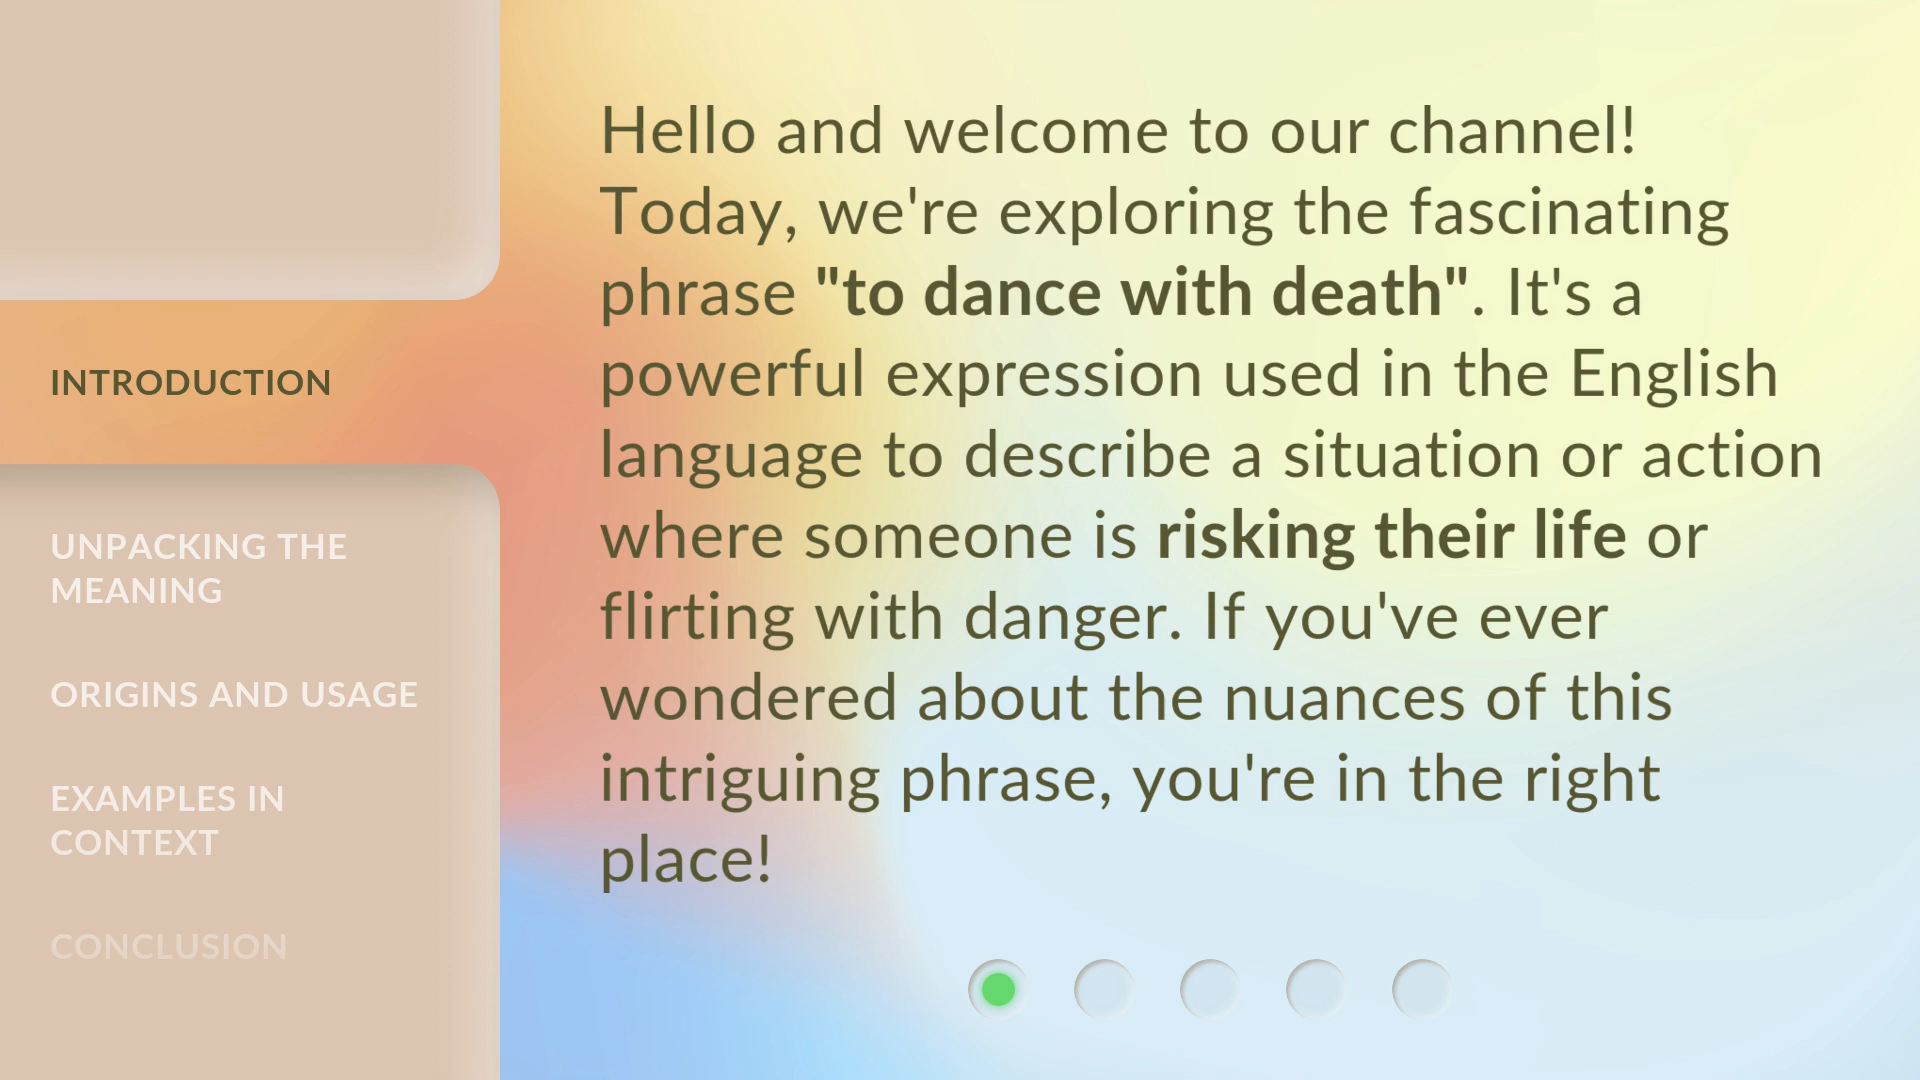 INTRODUCTION
UNPACKING THE
MEANING
ORIGINS AND USAGE
EXAMPLES IN
CONTEXT
CONCLUSION
Hello and welcome to our channel!
Today, we're exploring the fascinating
phrase "to dance with death". It's a
powerful expression used in the English
language to describe a situation or action
where someone is risking their life or
flirting with danger. If you've ever
wondered about the nuances of this
intriguing phrase, you're in the right
place!